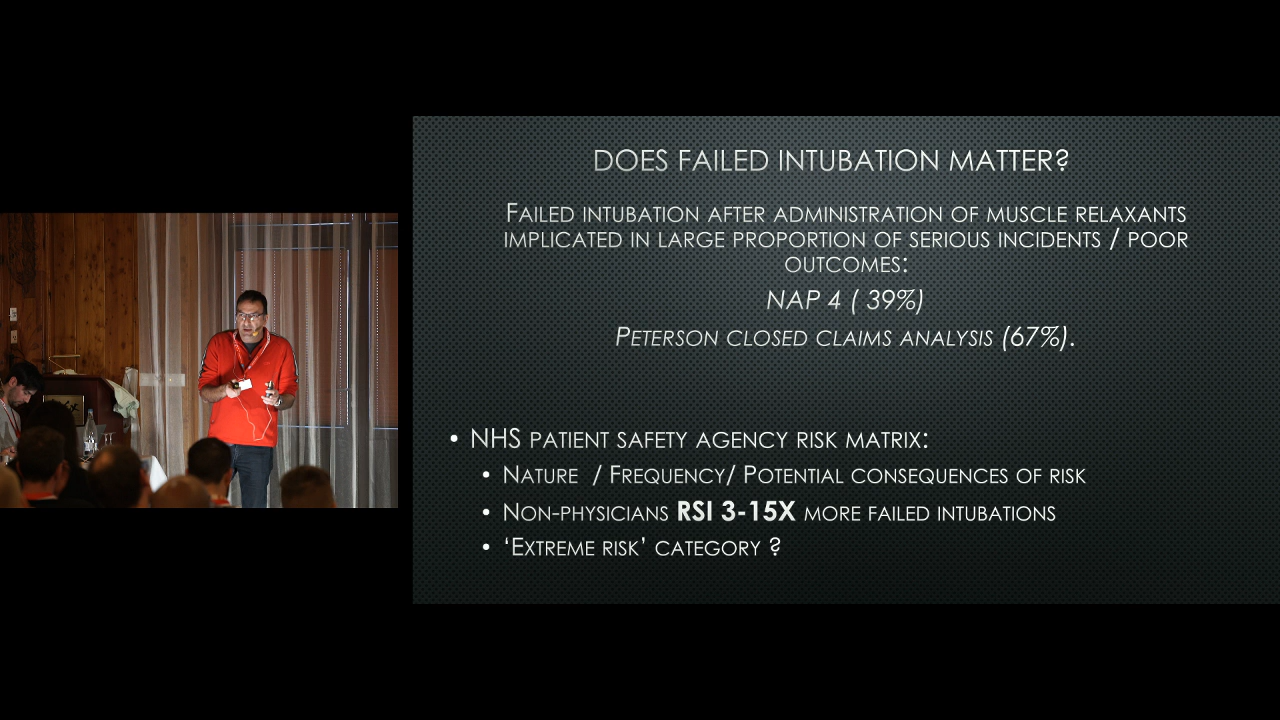 DOES FAILED INTUBATION MATTER?
FAILED INTUBATION AFTER ADMINISTRATION OF MUSCLE RELAXANTS
IMPLICATED IN LARGE PROPORTION OF SERIOUS INCIDENTS / POOR
OUTCOMES:
NAP 4 ( 39%)
PETERSON CLOSED CLAIMS ANALYSIS (67%).
• NHS PATIENT SAFETY AGENCY RISK MATRIX:
• NATURE / FREQUENCY/ POTENTIAL CONSEQUENCES OF RISK
• NON-PHYSICIANS RSI 3-15X MORE FAILED INTUBATIONS
• ‘EXTREME RISK’ CATEGORY ?